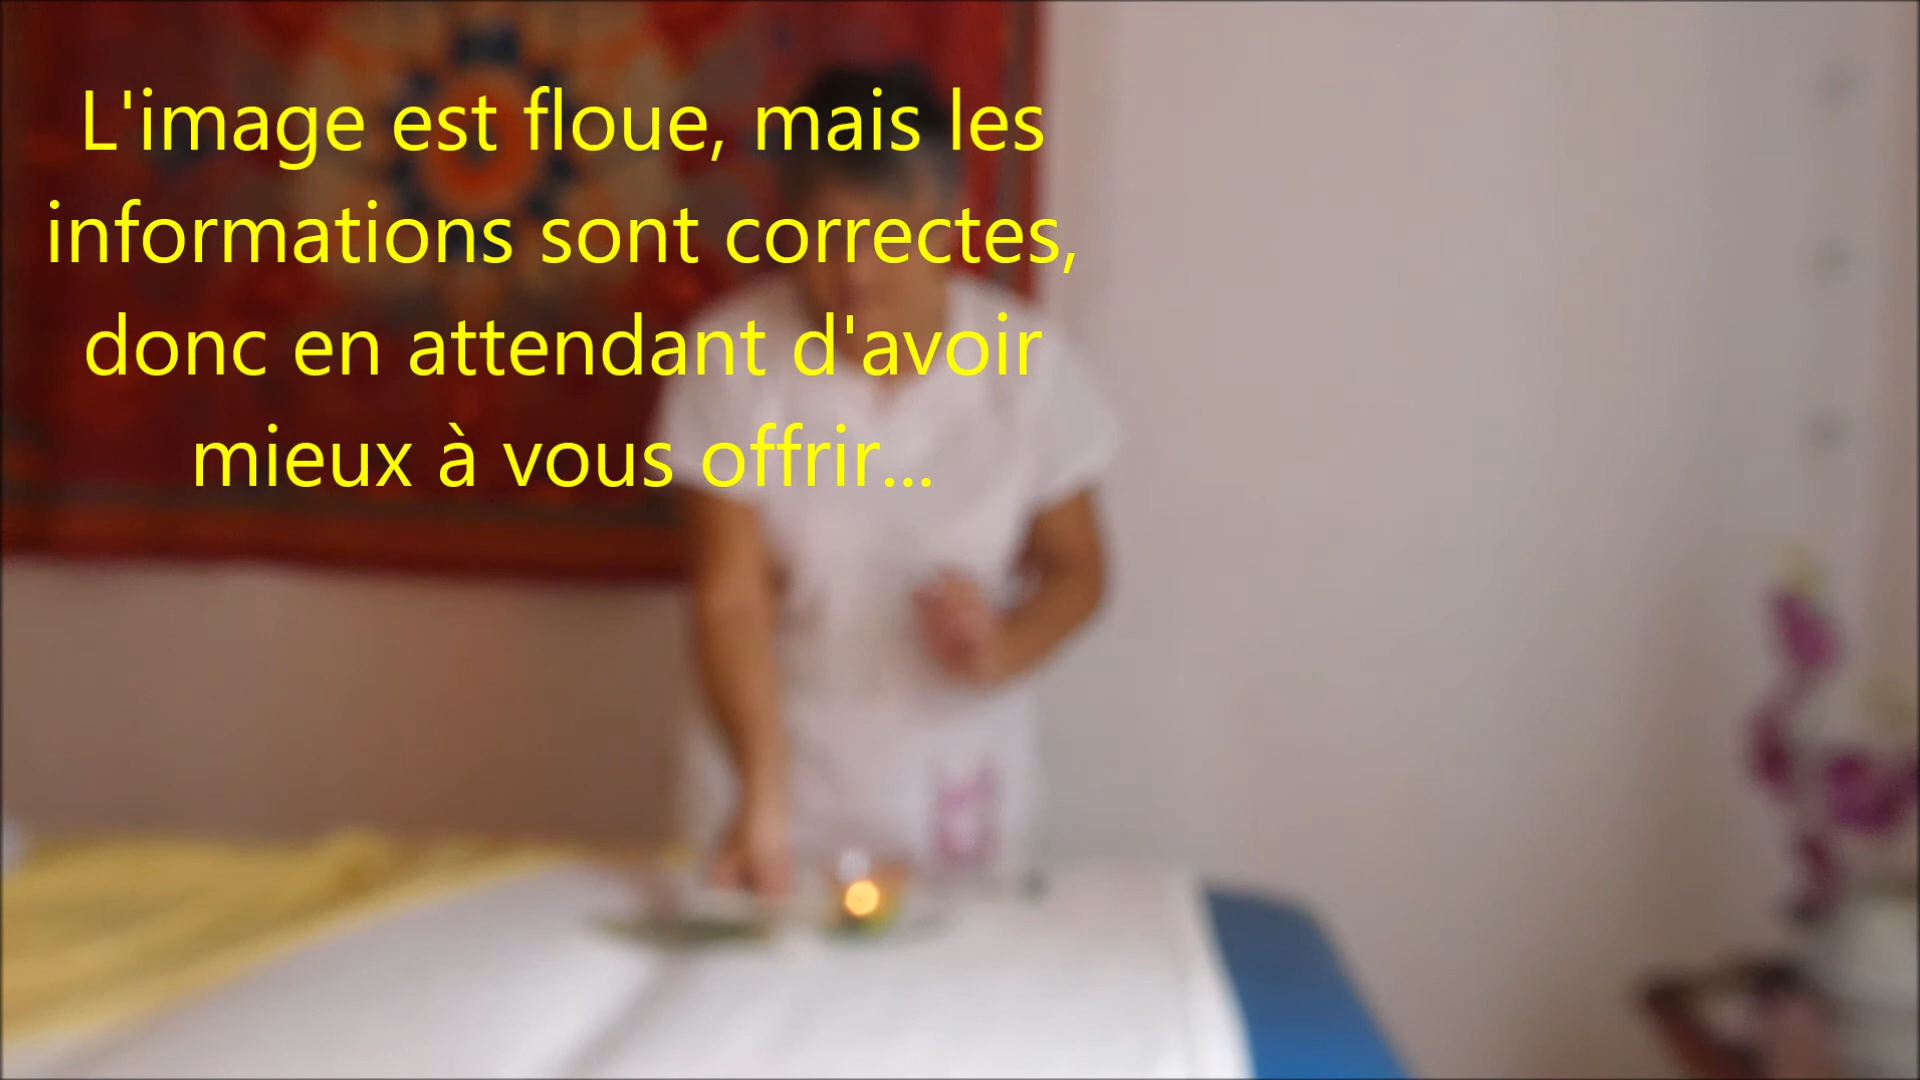 L'image est floue, mais les
informations sont correctes,
donc en attendant d'avoir
mieux à vous offrir...